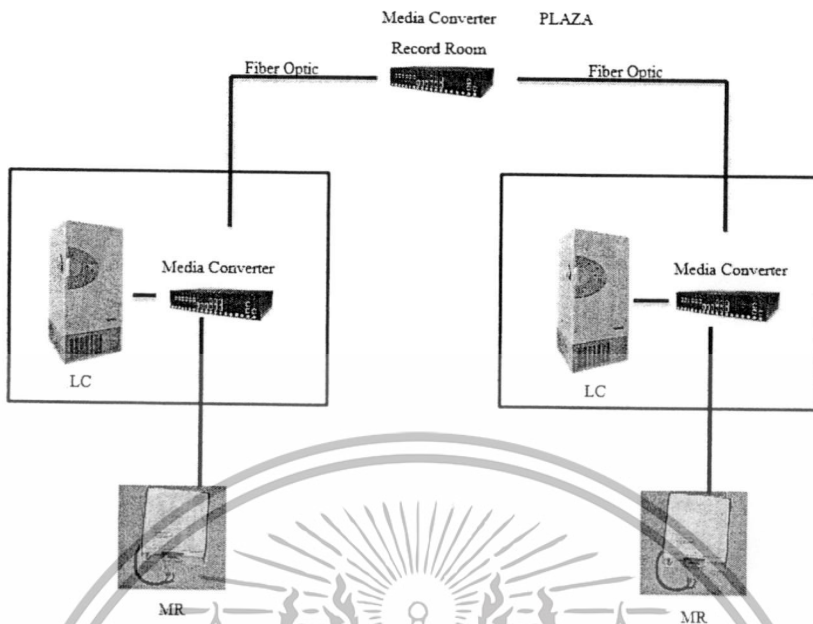 Media Converter PLAZA
Record Room
Fiber Optic
Fiber Optic
Media Converter
LC
Media Converter
LC
MR
MR